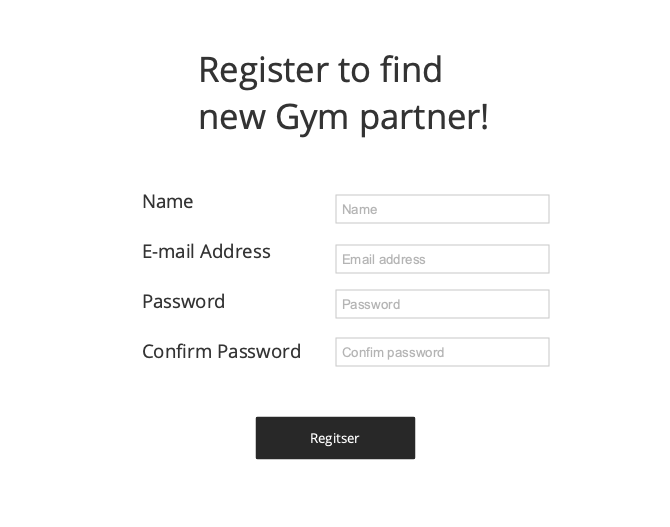 Register to find
new Gym partner!
Name
Name
E-mail Address
Email address
Password
Password
Confirm Password
Confim password
Regitser